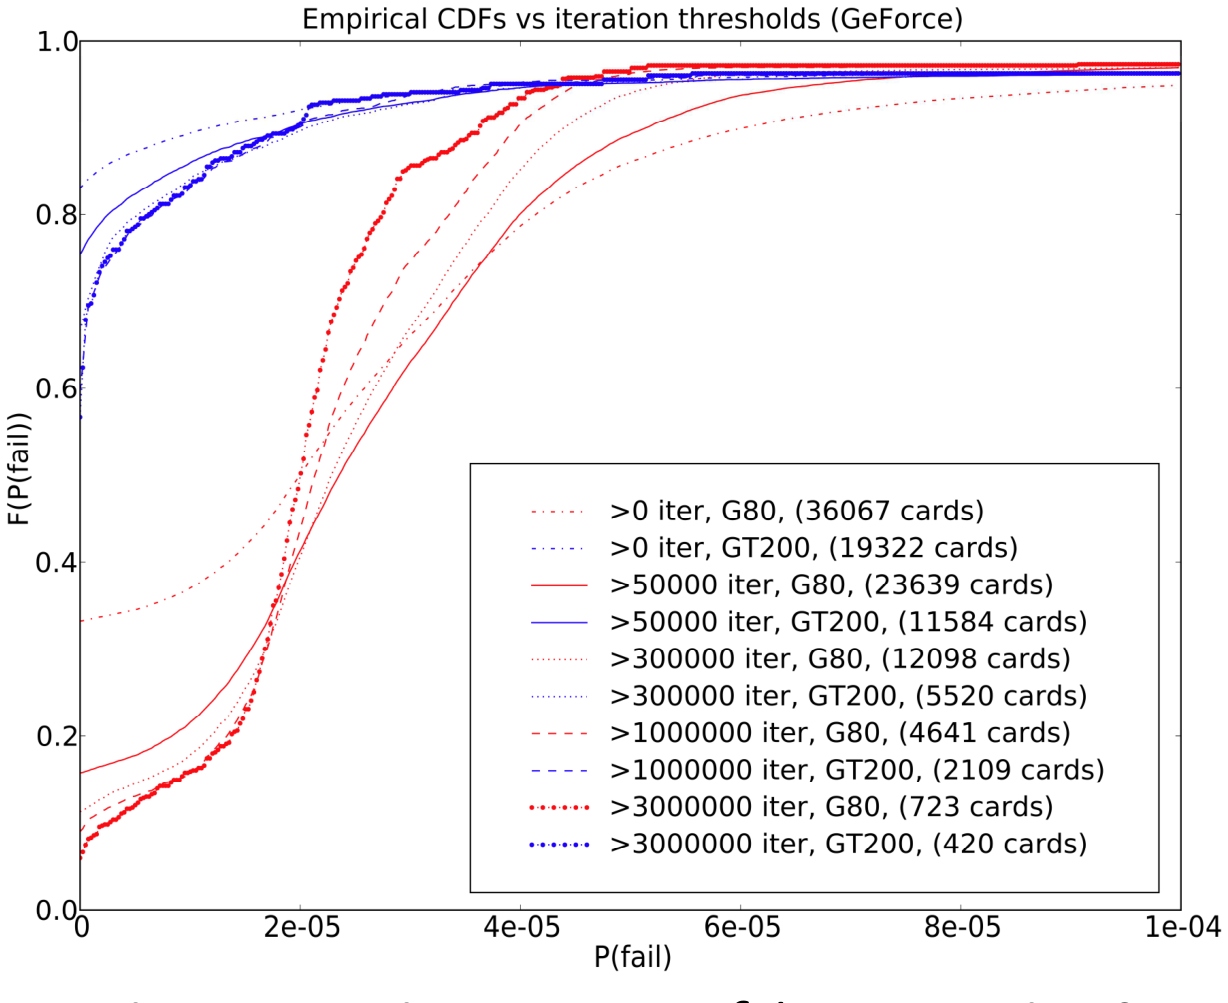 Empirical CDFs vs iteration thresholds (GeForce)
1.0
0.8
0.6
0.4
0.2
0.0
F(P(fail))
>0 iter, G80, (36067 cards)
>0 iter, GT200, (19322 cards)
>50000 iter, G80, (23639 cards)
>50000 iter, GT200, (11584 cards)
>300000 iter, G80, (12098 cards)
>300000 iter, GT200, (5520 cards)
>1000000 iter, G80, (4641 cards)
>1000000 iter, GT200, (2109 cards)
>3000000 iter, G80, (723 cards)
>3000000 iter, GT200, (420 cards)
0 2e-05 4e-05 6e-05 8e-05 1e-04
P(fail)